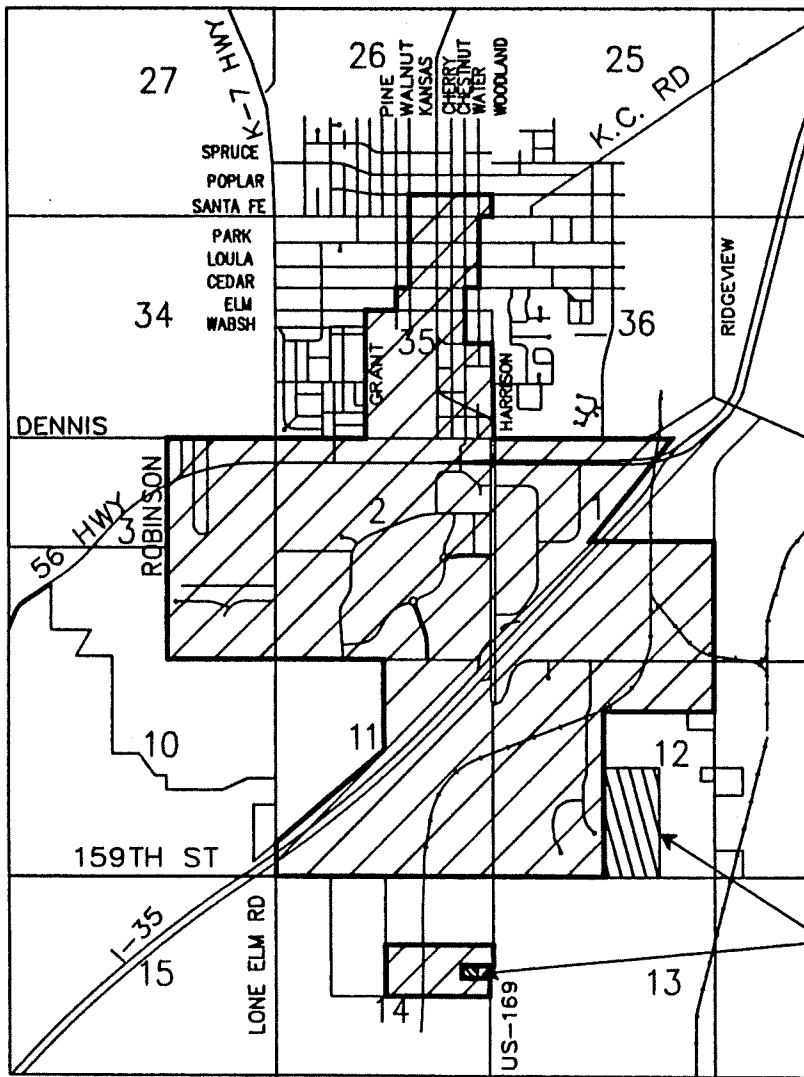 27
K-7 HWY
26
PINE
WALNUT
KANSAS
CHERRY
CHESTNUT
WATER
WOODLAND
25
K.C. RD
SPRUCE
POPLAR
SANTA FE
PARK
LOULA
CEDAR
ELM
WABSH
34
35
36
RIDGEVIEW
GRANT
HARRISON
DENNIS
ROBINSON
56 HWY
3
2
10
11
12
159TH ST
I-35
15
LONE ELM RD
14
US-169
13